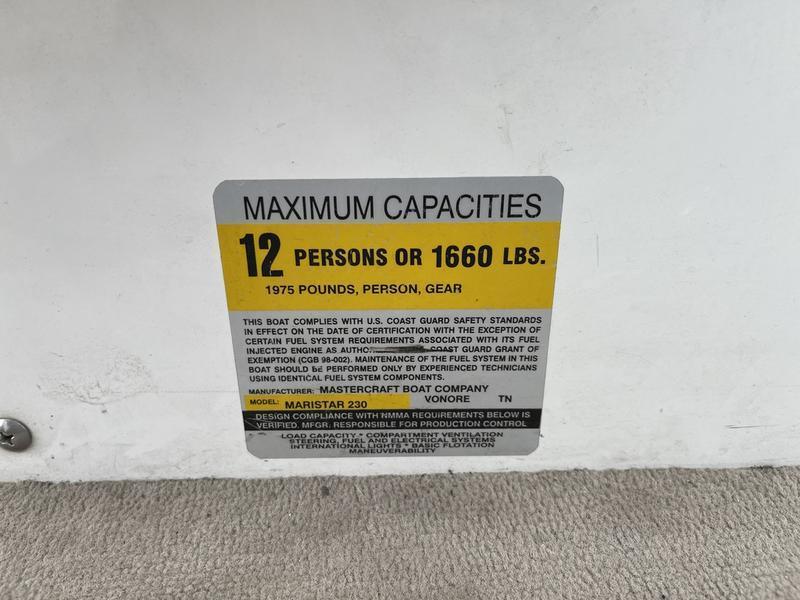 MAXIMUM CAPACITIES
12 PERSONS OR 1660 LBS.
1975 POUNDS, PERSON, GEAR
THIS BOAT COMPLIES WITH U.S. COAST GUARD SAFETY STANDARDS
IN EFFECT ON THE DATE OF CERTIFICATION WITH THE EXCEPTION OF
CERTAIN FUEL SYSTEM REQUIREMENTS ASSOCIATED WITH ITS FUEL
INJECTED ENGINE AS COAST GUARD GRANT OF
EXEMPTION (CGB 98-002). MAINTENANCE OF THE FUEL SYSTEM IN THIS
BOAT SHOULD BE PERFORMED ONLY BY EXPERIENCED TECHNICIANS
USING IDENTICAL FUEL SYSTEM COMPONENTS.
MANUFACTURER: MASTERCRAFT BOAT COMPANY
VONORE TN
MODEL: MARISTAR 230
DESIGN COMPLIANCE WITH NMMA REQUIREMENTS BELOW IS
VERIFIED. MFGR. RESPONSIBLE FOR PRODUCTION CONTROL
LOAD CAPACITY * COMPARTMENT VENTILATION
STEERING, FUEL AND ELECTRICAL SYSTEMS
INTERNATIONAL LIGHTS * BASIC FLOTATION
MANEUVERABILITY